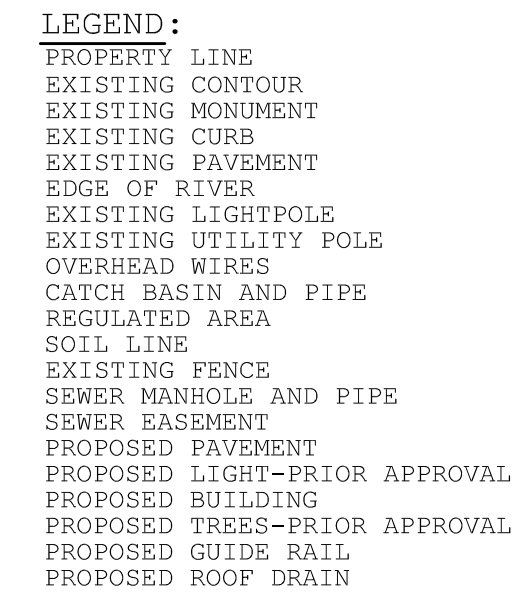 LEGEND:
PROPERTY LINE
EXISTING CONTOUR
EXISTING MONUMENT
EXISTING CURB
EXISTING PAVEMENT
EDGE OF RIVER
EXISTING LIGHTPOLE
EXISTING UTILITY POLE
OVERHEAD WIRES
CATCH BASIN AND PIPE
REGULATED AREA
SOIL LINE
EXISTING FENCE
SEWER MANHOLE AND PIPE
SEWER EASEMENT
PROPOSED PAVEMENT
PROPOSED LIGHT-PRIOR APPROVAL
PROPOSED BUILDING
PROPOSED TREES-PRIOR APPROVAL
PROPOSED GUIDE RAIL
PROPOSED ROOF DRAIN